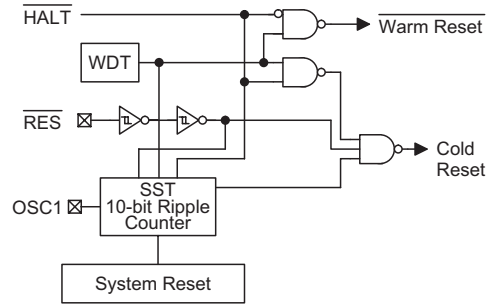 HALT
Warm Reset
WDT
RES
Cold
Reset
SST
10-bit Ripple
Counter
OSC1
System Reset